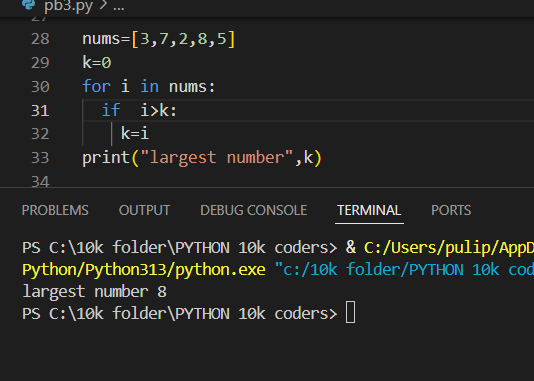 pb3.py > ...
27
28 nums=[3,7,2,8,5]
29 k=0
30 for i in nums:
31 if  i>k:
32 k=i
33 print("largest number",k)
34
PROBLEMS OUTPUT DEBUG CONSOLE TERMINAL PORTS
PS C:\10k folder\PYTHON 10k coders> & C:/Users/pulip/AppD
Python/Python313/python.exe "c:/10k folder/PYTHON 10k cod
largest number 8
PS C:\10k folder\PYTHON 10k coders>